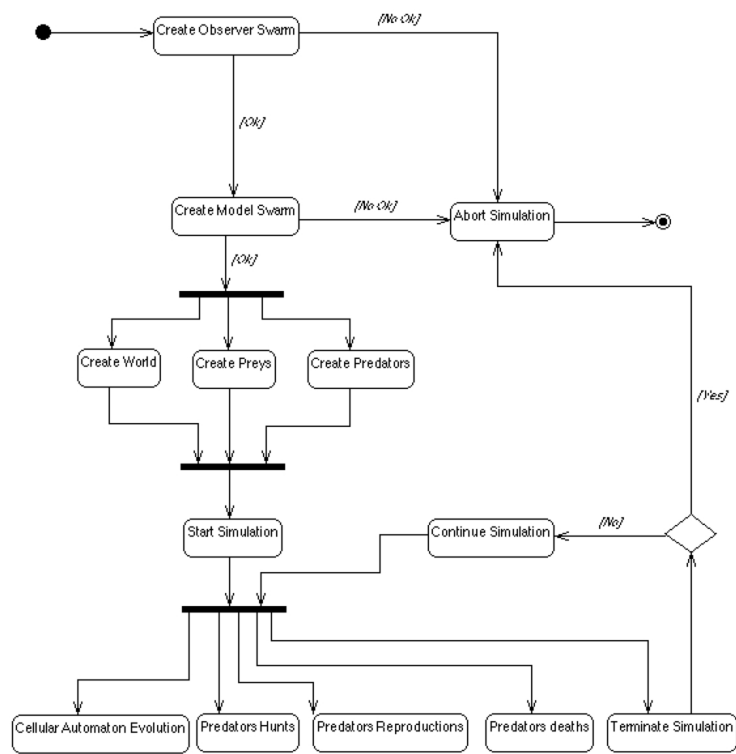 [No Ok]
Create Observer Swarm
[Ok]
Create Model Swarm
[No Ok]
Abort Simulation
[Ok]
Create World
Create Preys
Create Predators
[Yes]
Start Simulation
Continue Simulation
[No]
Cellular Automaton Evolution
Predators Hunts
Predators Reproductions
Predators deaths
Terminate Simulation